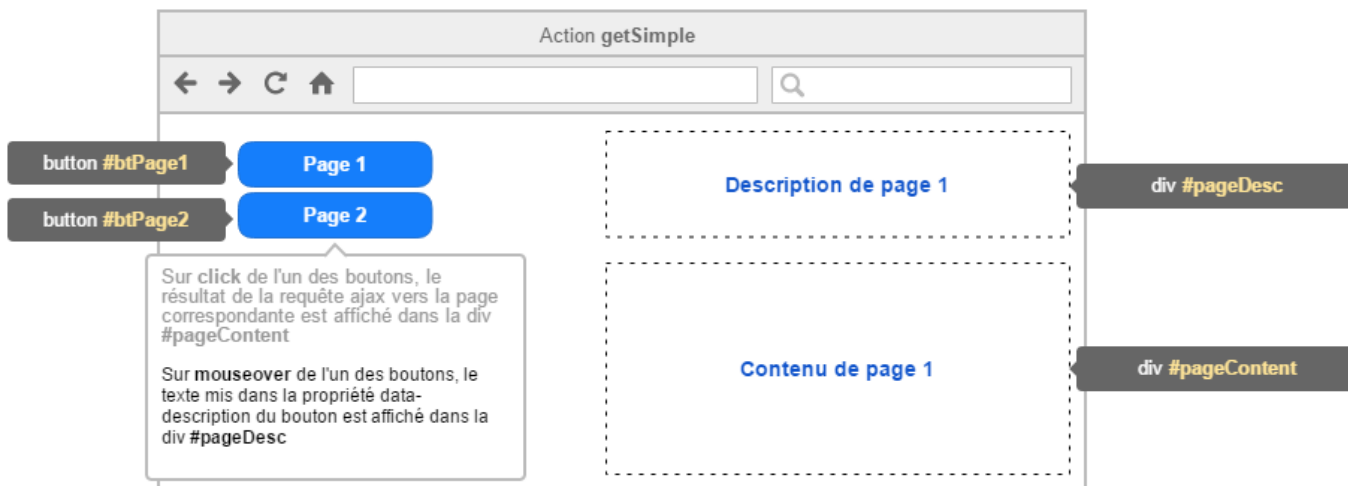 Action getSimple
button #btPage1
Page 1
Description de page 1
div #pageDesc
button #btPage2
Page 2
Sur click de l'un des boutons, le
résultat de la requête ajax vers la page
correspondante est affiché dans la div
#pageContent
Sur mouseover de l'un des boutons, le
texte mis dans la propriété data-
description du bouton est affiché dans la
div #pageDesc
Contenu de page 1
div #pageContent